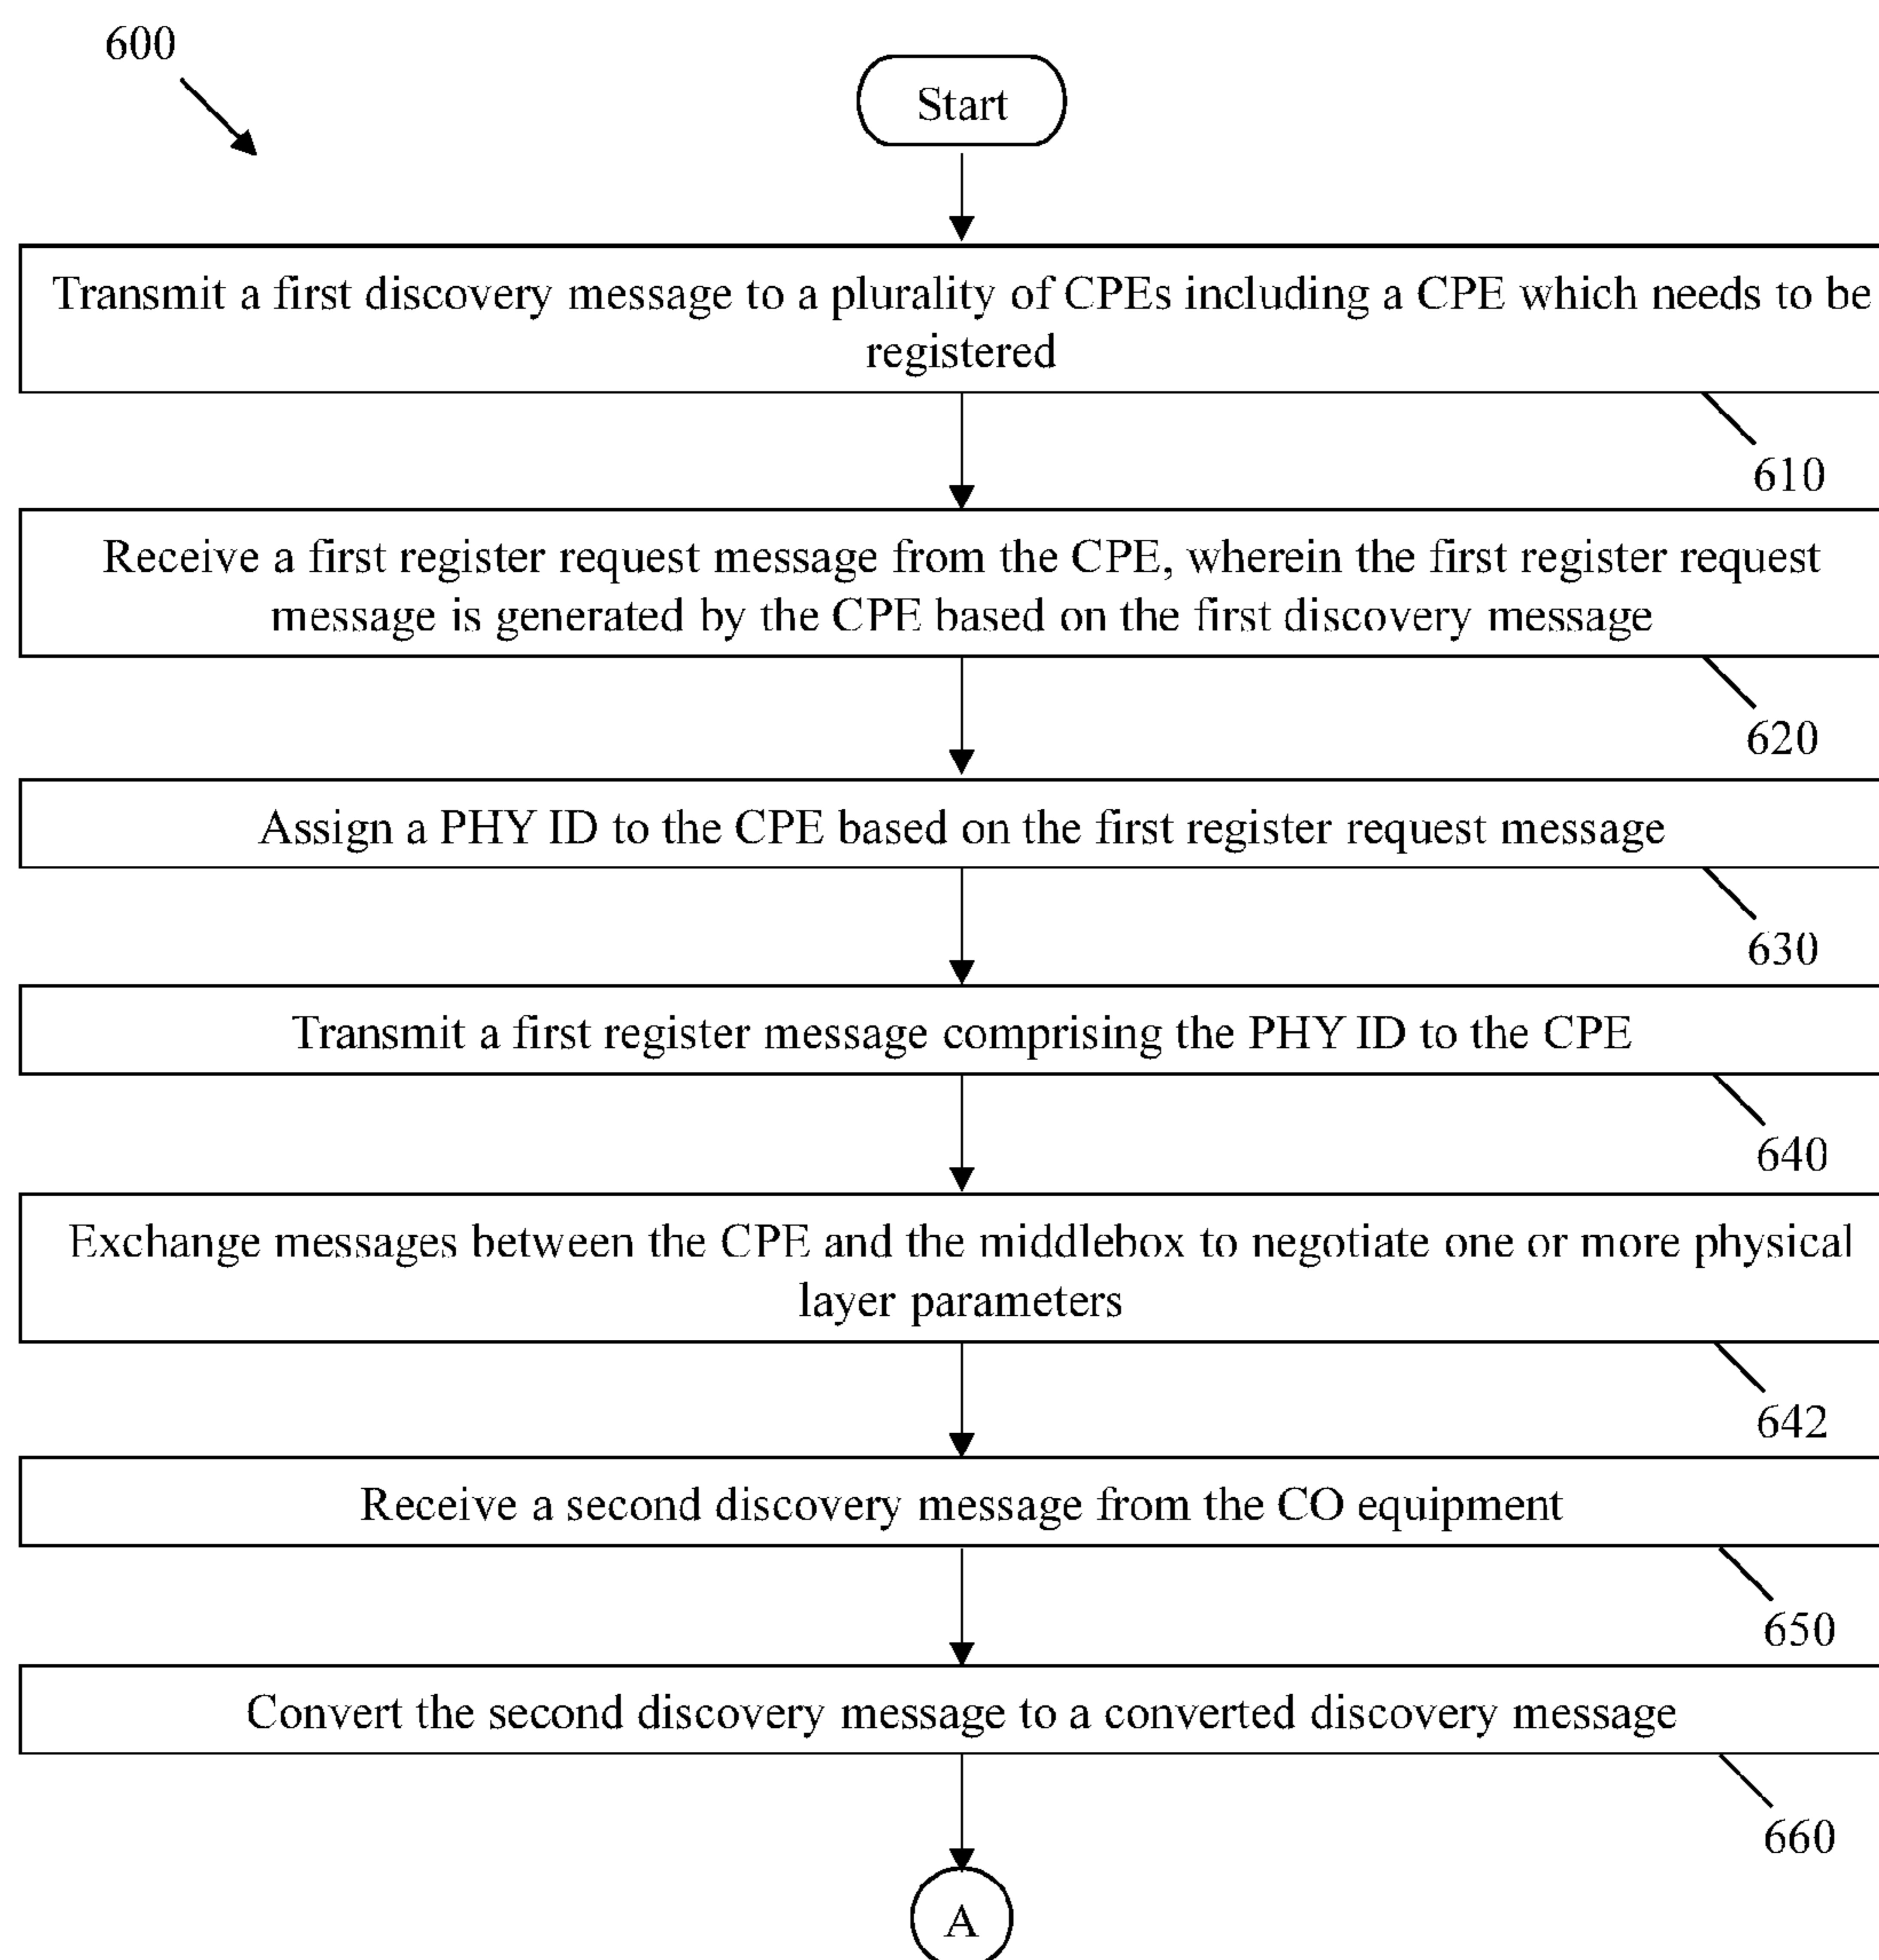 600
Start
Transmit a first discovery message to a plurality of CPEs including a CPE which needs to be
registered
610
Receive a first register request message from the CPE, wherein the first register request
message is generated by the CPE based on the first discovery message
620
Assign a PHY ID to the CPE based on the first register request message
630
Transmit a first register message comprising the PHY ID to the CPE
640
Exchange messages between the CPE and the middlebox to negotiate one or more physical
layer parameters
642
Receive a second discovery message from the CO equipment
650
Convert the second discovery message to a converted discovery message
660
A